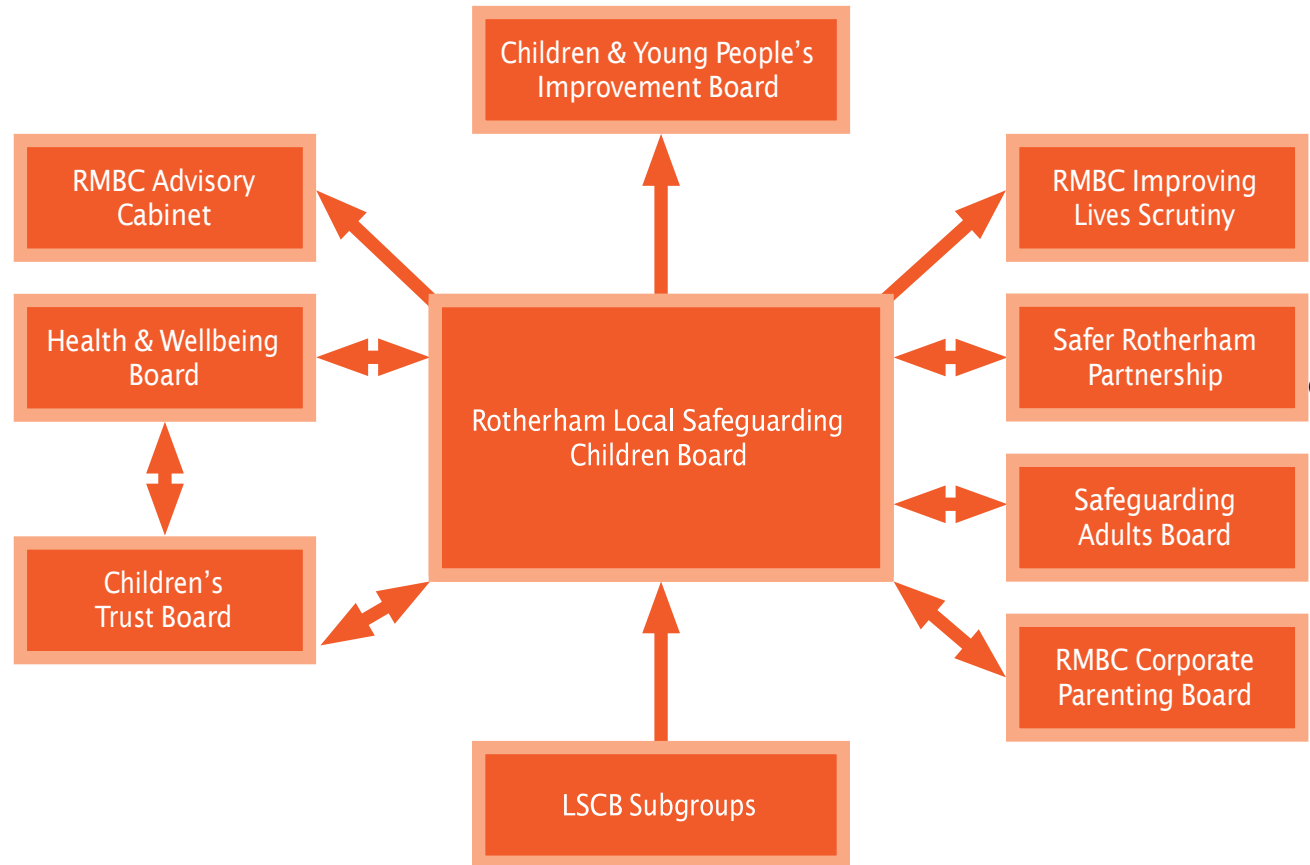 Children & Young People’s
Improvement Board
RMBC Advisory
Cabinet
RMBC Improving
Lives Scrutiny
Health & Wellbeing
Board
Rotherham Local Safeguarding
Children Board
Safer Rotherham
Partnership
Safeguarding
Adults Board
Children’s
Trust Board
RMBC Corporate
Parenting Board
LSCB Subgroups